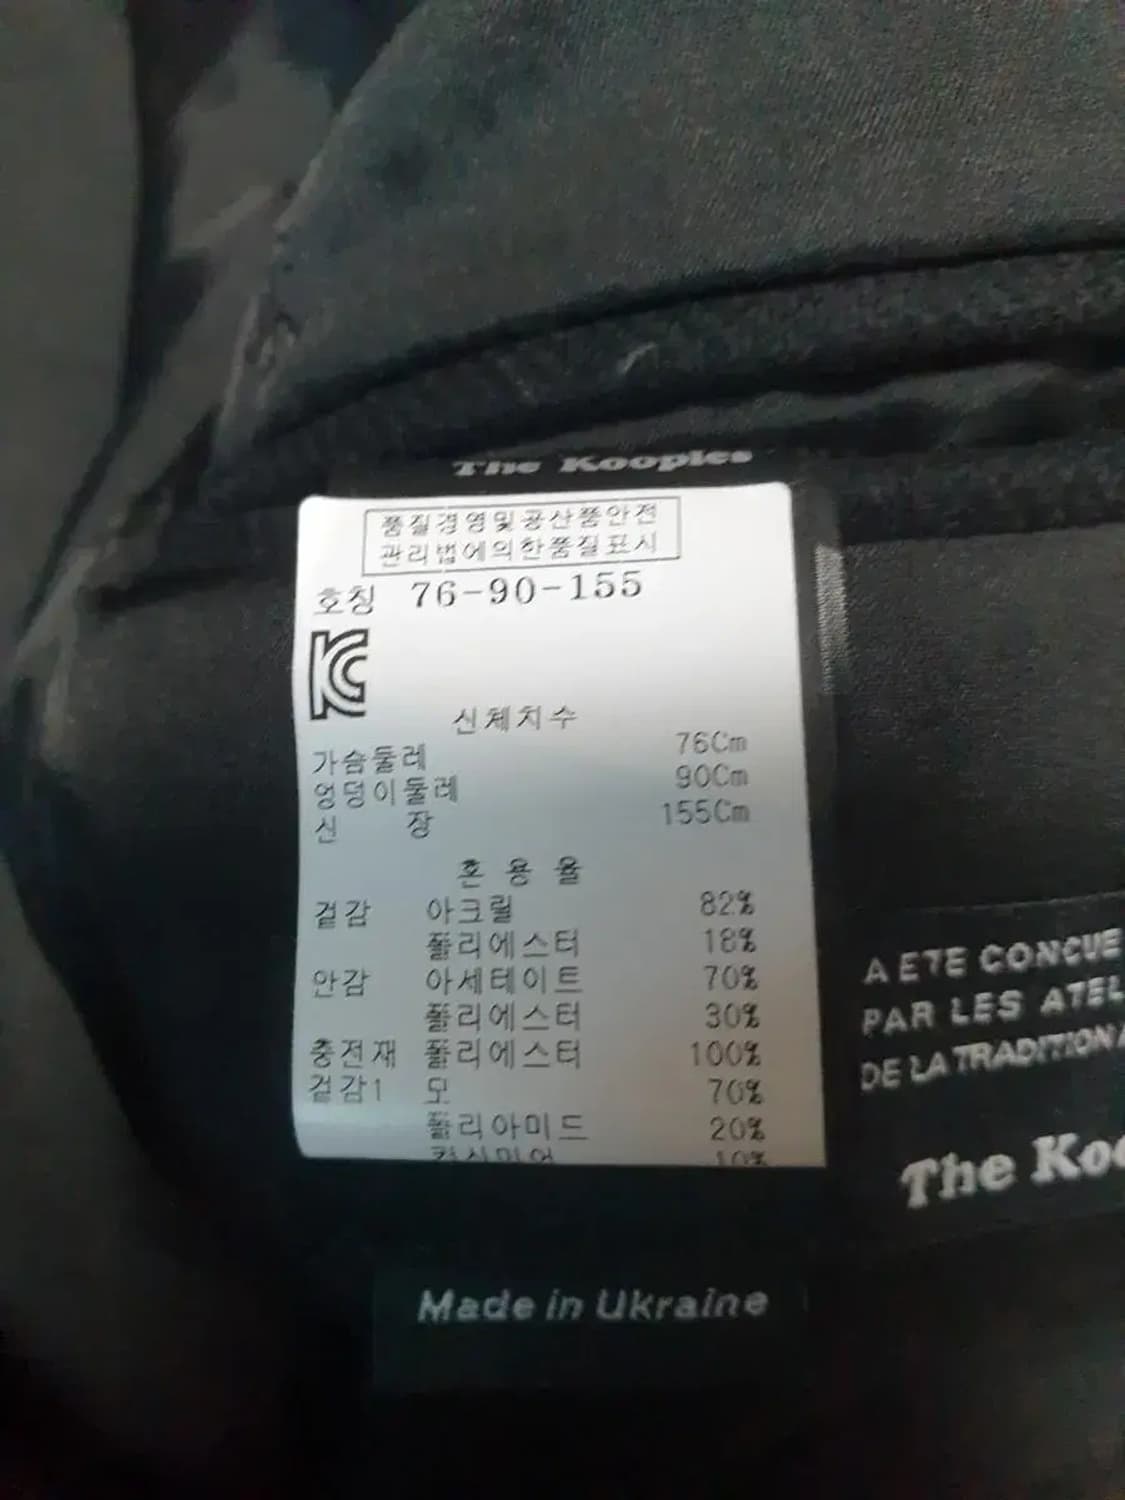 The Kooples
품질경영및공산품안전
관리법에의한품질표시
호칭 76-90-155
신체치수
가슴둘레 76Cm
엉덩이둘레 90Cm
신 장 155Cm
혼 용 율
겉감 아크릴 82%
폴리에스터 18%
안감 아세테이트 70%
폴리에스터 30%
충전재 폴리에스터 100%
겉감1 모 70%
폴리아미드 20%
10%
A ETE CONCUE
PAR LES ATEL
DE LA TRADITION
The Koo
Made in Ukraine